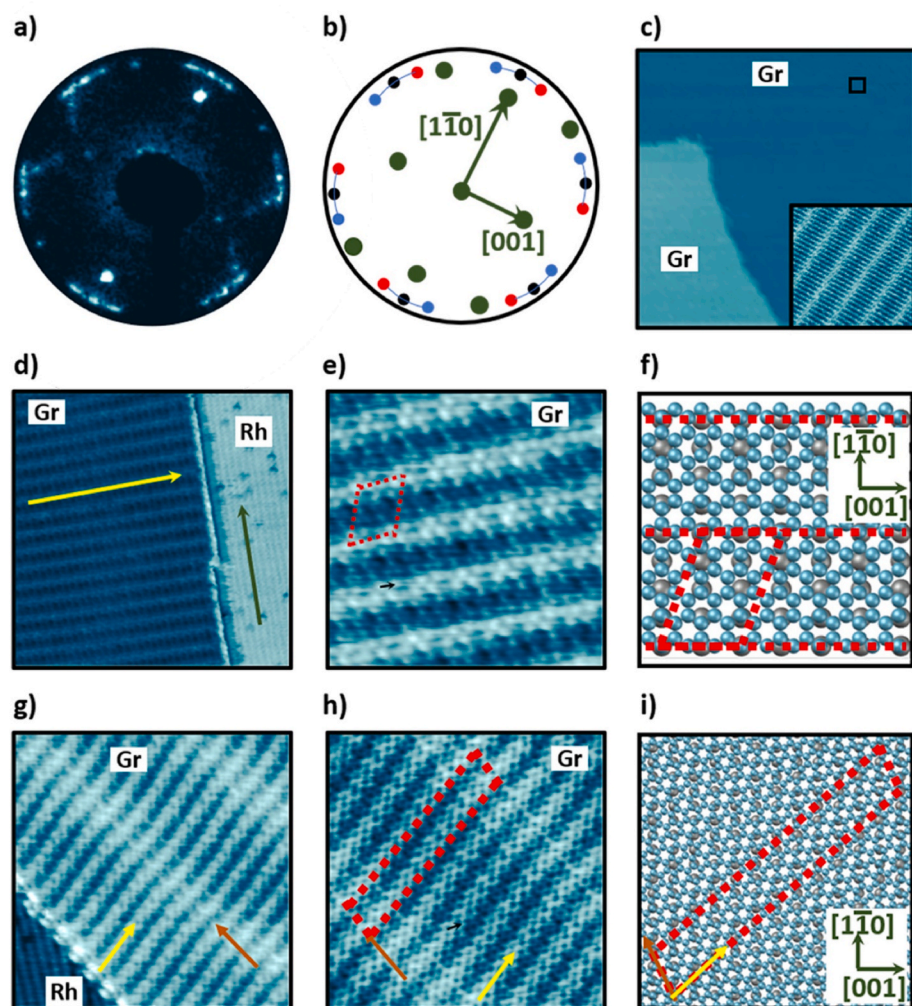 a)
b)
c)
[11̅0]
[001]
Gr
Gr
d)
e)
f)
Gr
Rh
Gr
[11̅0]
[001]
g)
h)
i)
Gr
Rh
Gr
[11̅0]
[001]